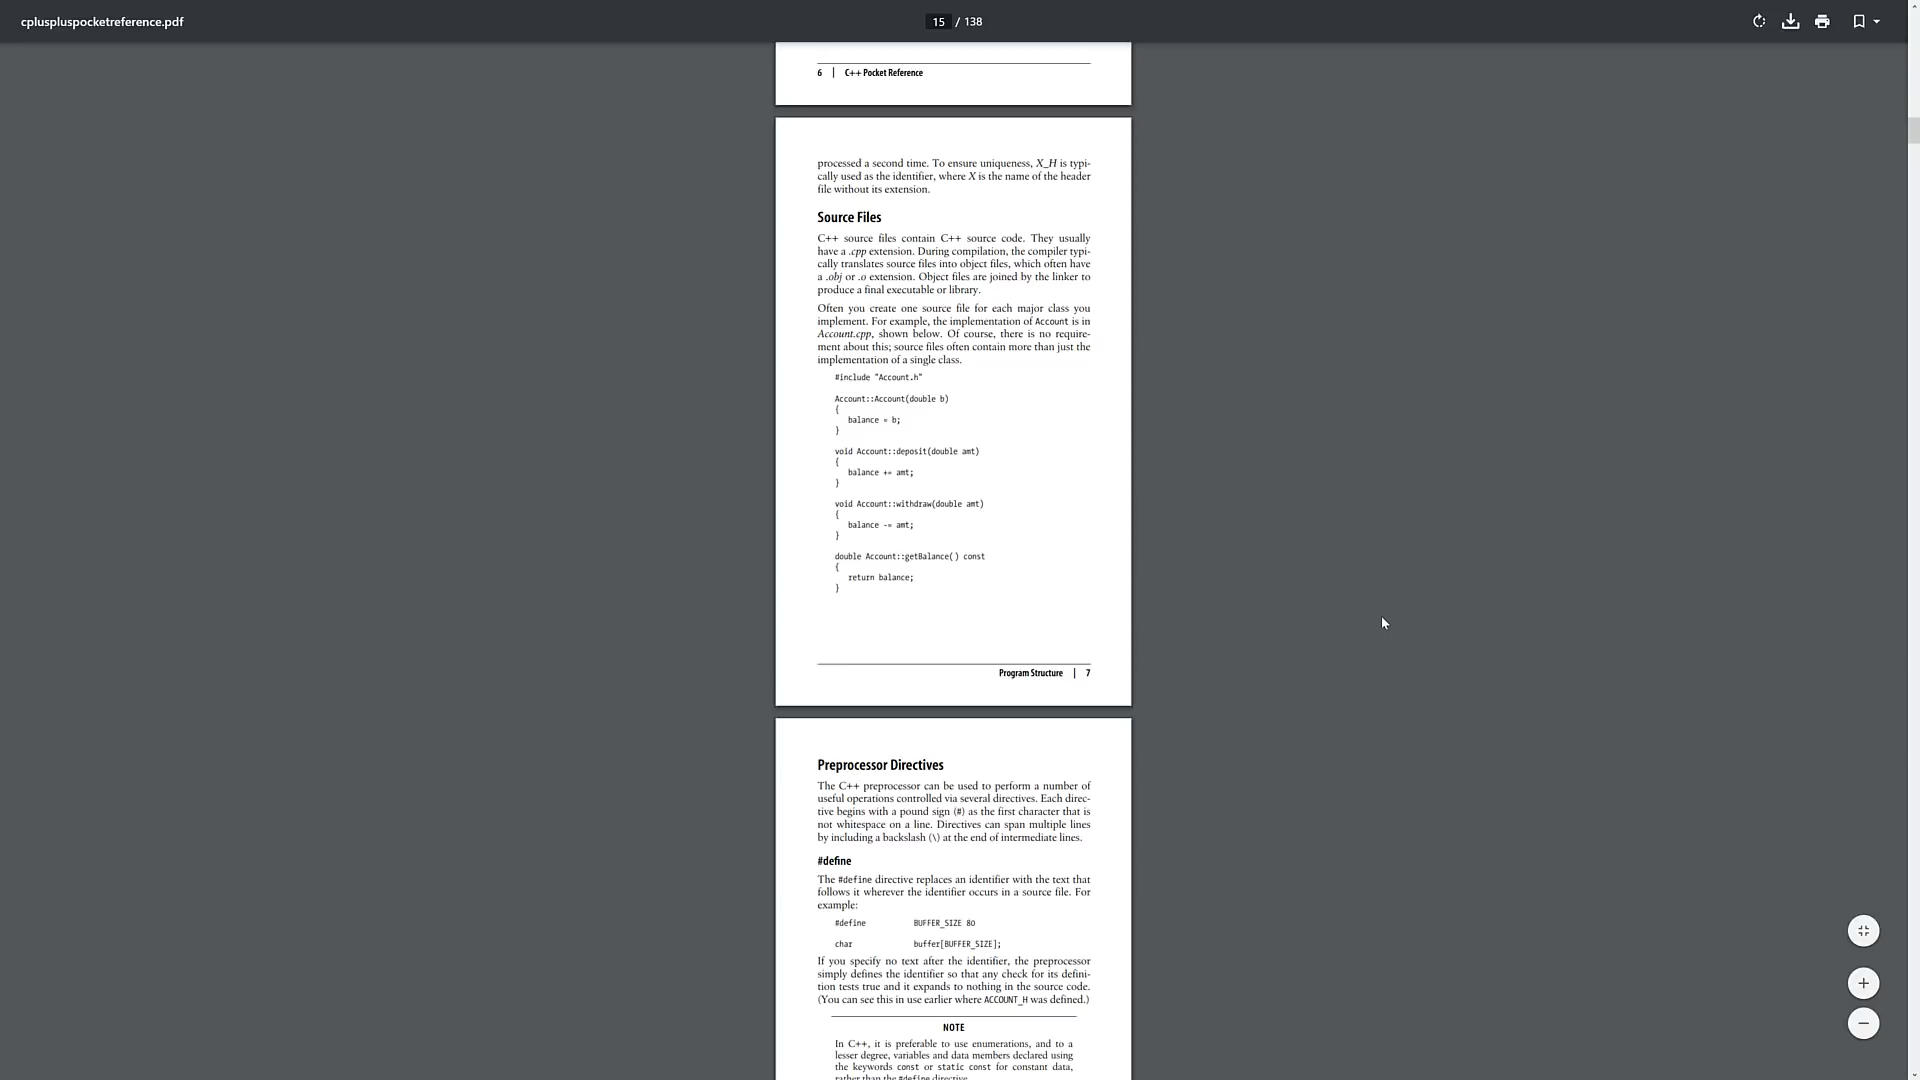 cpluspluspocketreference.pdf
15 / 138
6 | C++ Pocket Reference
processed a second time. To ensure uniqueness, X_H is typi-
cally used as the identifier, where X is the name of the header
file without its extension.
Source Files
C++ source files contain C++ source code. They usually
have a .cpp extension. During compilation, the compiler typi-
cally translates source files into object files, which often have
a .obj or .o extension. Object files are joined by the linker to
produce a final executable or library.
Often you create one source file for each major class you
implement. For example, the implementation of Account is in
Account.cpp, shown below. Of course, there is no require-
ment about this; source files often contain more than just the
implementation of a single class.
#include "Account.h"
Account::Account(double b)
{
balance = b;
}
void Account::deposit(double amt)
{
balance += amt;
}
void Account::withdraw(double amt)
{
balance -= amt;
}
double Account::getBalance( ) const
{
return balance;
}
Program Structure | 7
Preprocessor Directives
The C++ preprocessor can be used to perform a number of
useful operations controlled via several directives. Each direc-
tive begins with a pound sign (#) as the first character that is
not whitespace on a line. Directives can span multiple lines
by including a backslash (\) at the end of intermediate lines.
#define
The #define directive replaces an identifier with the text that
follows it wherever the identifier occurs in a source file. For
example:
#define BUFFER_SIZE 80
char buffer[BUFFER_SIZE];
If you specify no text after the identifier, the preprocessor
simply defines the identifier so that any check for its defini-
tion tests true and it expands to nothing in the source code.
(You can see this in use earlier where ACCOUNT_H was defined.)
NOTE
In C++, it is preferable to use enumerations, and to a
lesser degree, variables and data members declared using
the keywords const or static const for constant data,
rather than the #define directive.